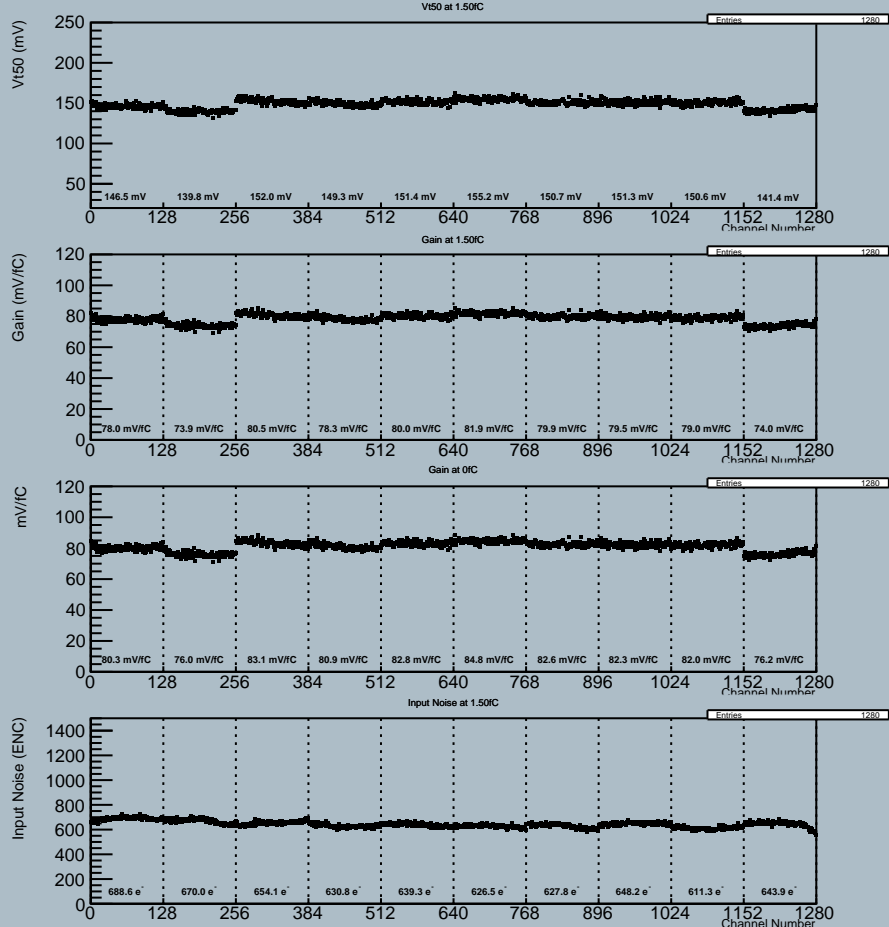 Vt50 at 1.50fC
Entries 1280
Vt50 (mV)
250
200
150
100
50
146.5 mV 139.8 mV 152.0 mV 149.3 mV 151.4 mV 155.2 mV 150.7 mV 151.3 mV 150.6 mV 141.4 mV
0 128 256 384 512 640 768 896 1024 1152 1280
Channel Number
Gain at 1.50fC
Entries 1280
Gain (mV/fC)
120
100
80
60
40
20
0
78.0 mV/fC 73.9 mV/fC 80.5 mV/fC 78.3 mV/fC 80.0 mV/fC 81.9 mV/fC 79.9 mV/fC 79.5 mV/fC 79.0 mV/fC 74.0 mV/fC
0 128 256 384 512 640 768 896 1024 1152 1280
Channel Number
Gain at 0fC
Entries 1280
mV/fC
120
100
80
60
40
20
0
80.3 mV/fC 76.0 mV/fC 83.1 mV/fC 80.9 mV/fC 82.8 mV/fC 84.8 mV/fC 82.6 mV/fC 82.3 mV/fC 82.0 mV/fC 76.2 mV/fC
0 128 256 384 512 640 768 896 1024 1152 1280
Channel Number
Input Noise at 1.50fC
Entries 1280
Input Noise (ENC)
1400
1200
1000
800
600
400
200
0
688.6 e⁻ 670.0 e⁻ 654.1 e⁻ 630.8 e⁻ 639.3 e⁻ 626.5 e⁻ 627.8 e⁻ 648.2 e⁻ 611.3 e⁻ 643.9 e⁻
0 128 256 384 512 640 768 896 1024 1152 1280
Channel Number